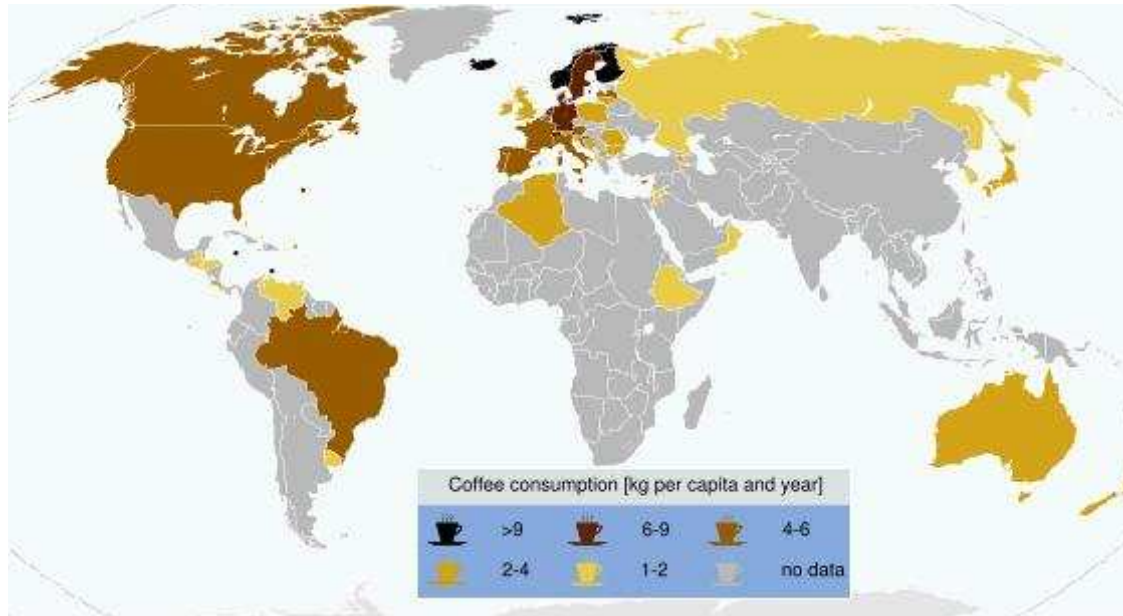 Coffee consumption [kg per capita and year]
>9 6-9 4-6
2-4 1-2 no data